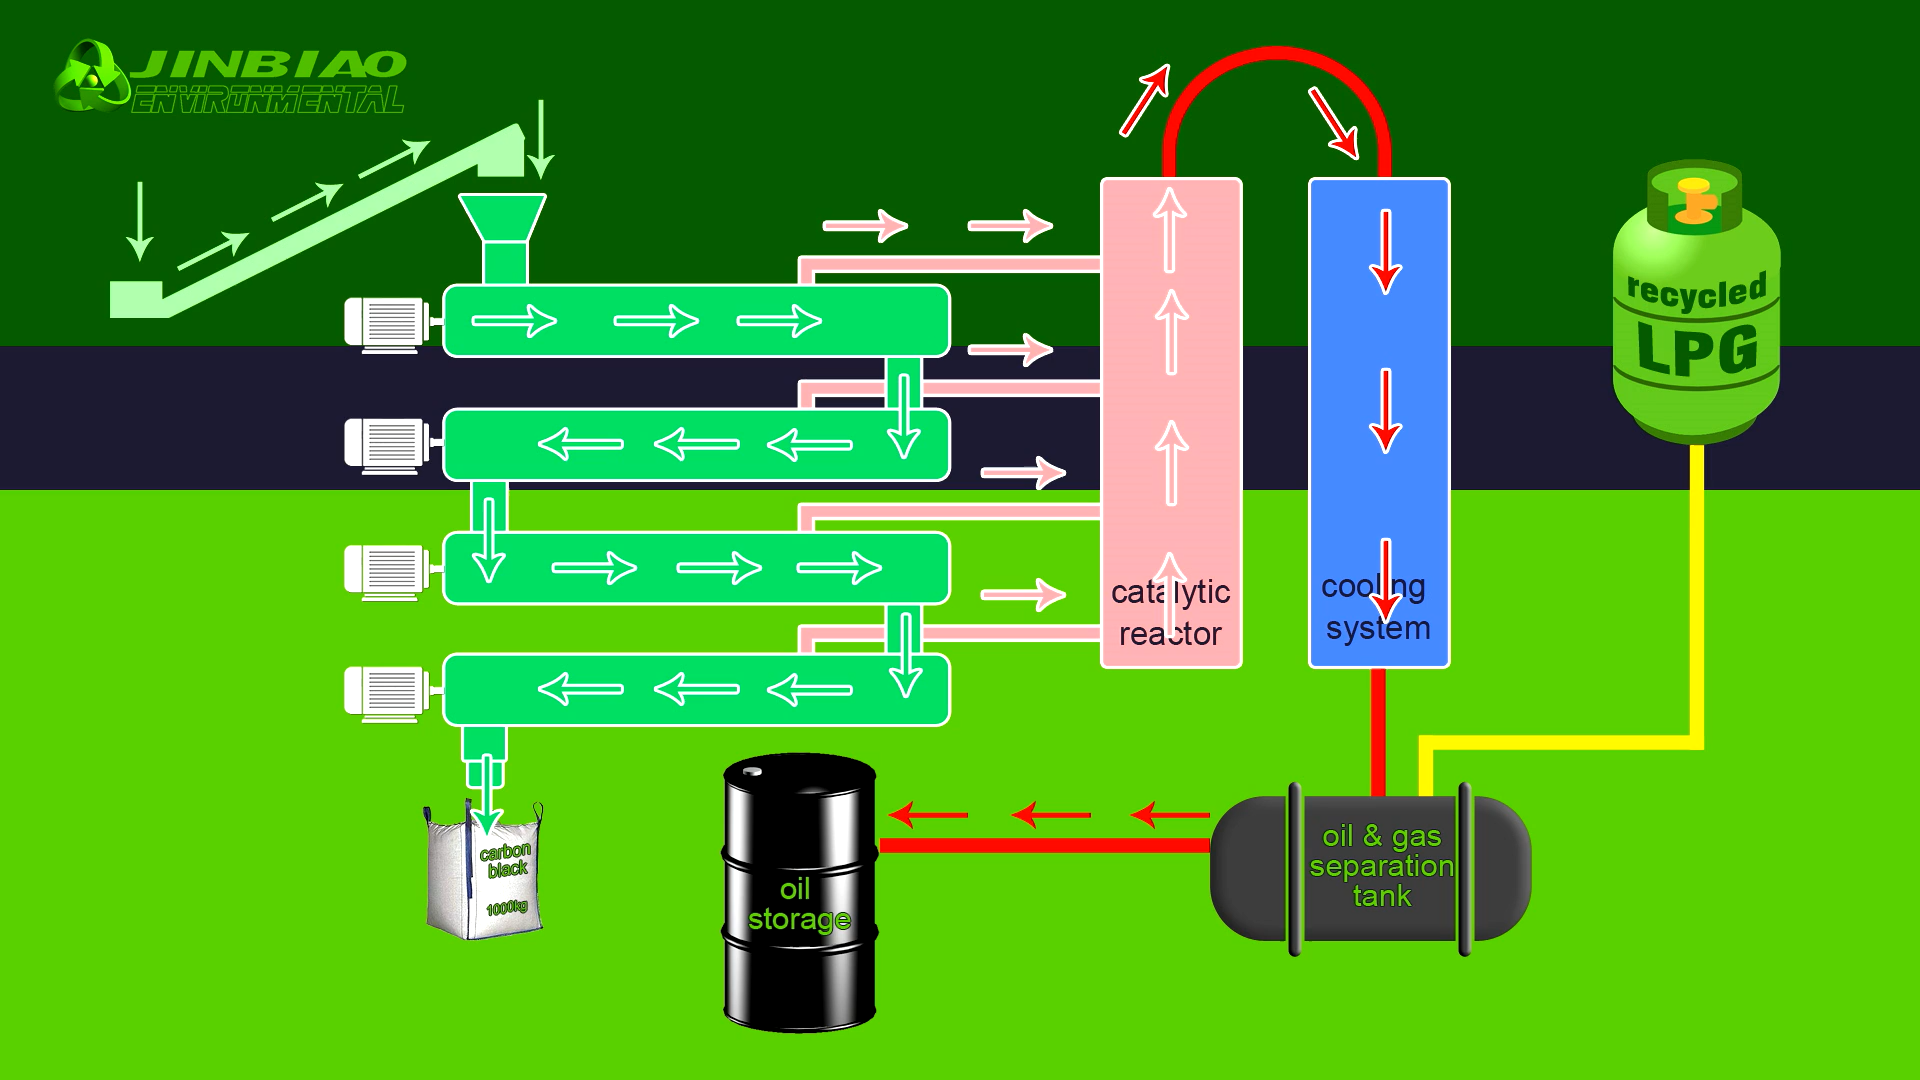 JINBIAO
ENVIRONMENTAL
recycled
LPG
catalytic
reactor
cooling
system
carbon
black
1000kg
oil
storage
oil & gas
separation
tank